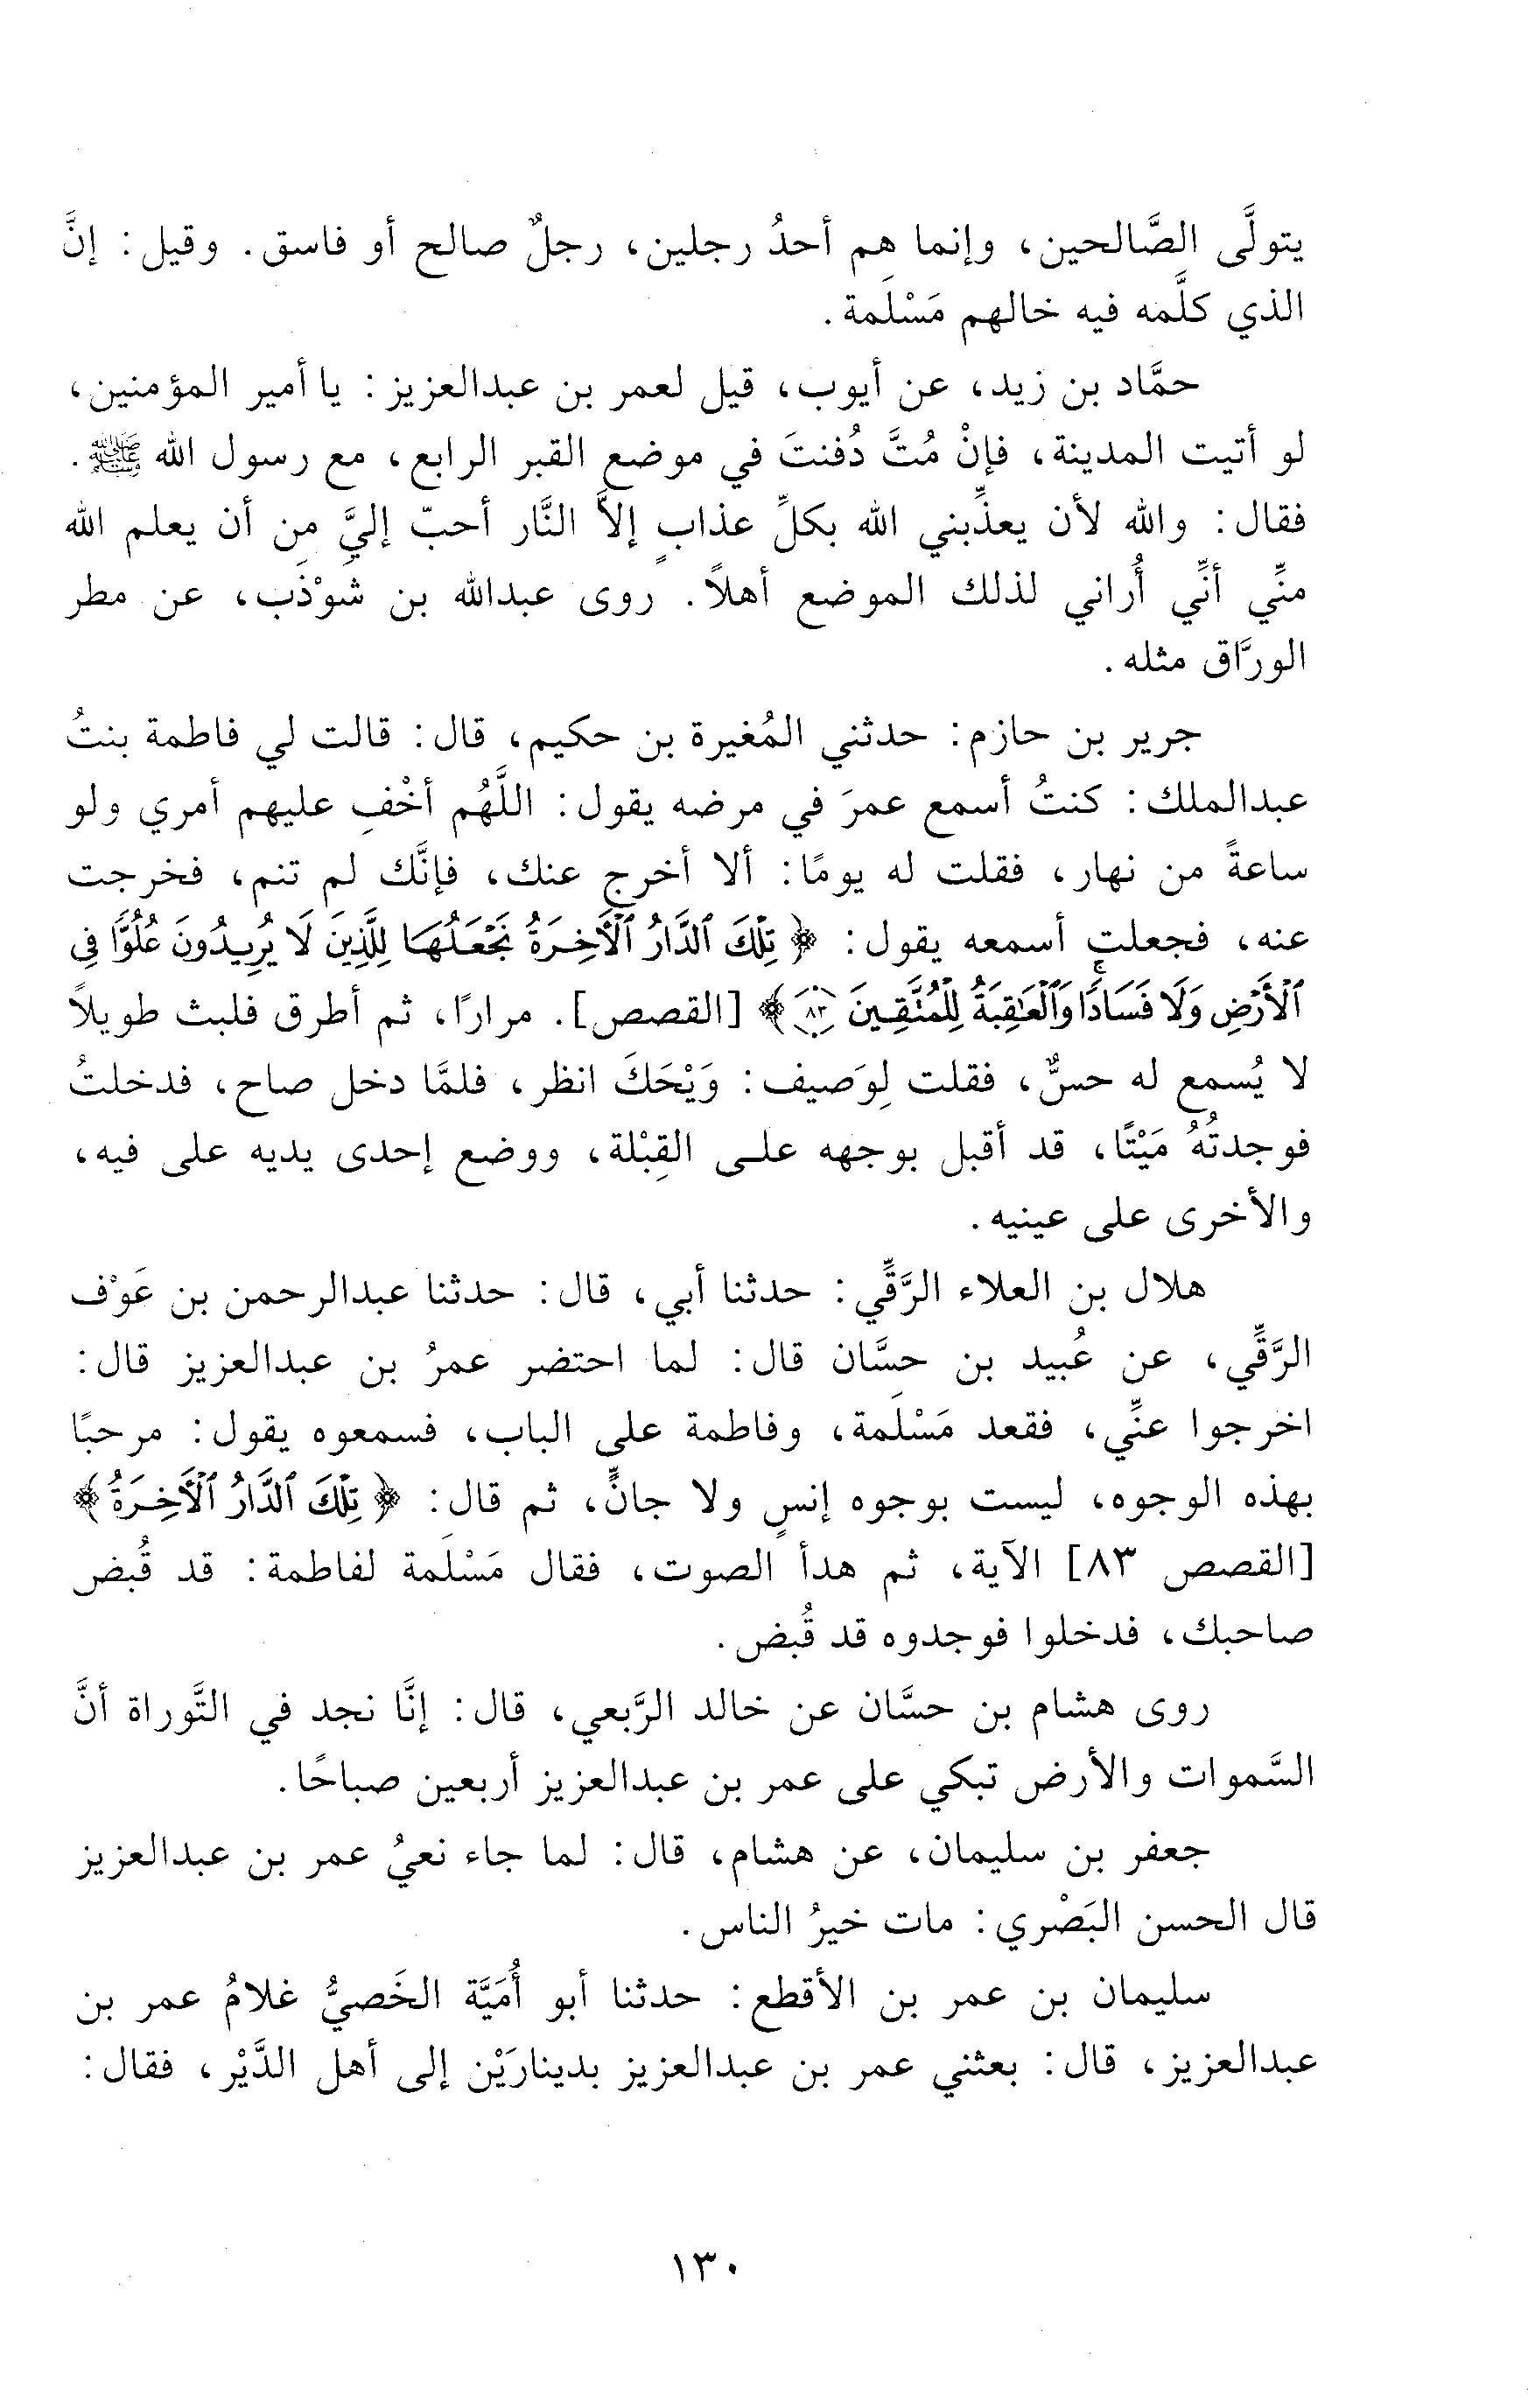 يتولَّى الصَّالحين، وإنما هم أحدُ رجلين، رجلٌ صالح أو فاسق. وقيل: إنَّ
الذي كلَّمه فيه خالهم مَسْلَمة.
حمَّاد بن زيد، عن أيوب، قيل لعمر بن عبدالعزيز: يا أمير المؤمنين،
لو أتيت المدينة، فإنْ مُتَّ دُفنتَ في موضع القبر الرابع، مع رسول الله ﷺ.
فقال: والله لأن يعذِّبني الله بكلِّ عذابٍ إلاَّ النَّار أحبّ إليَّ مِن أن يعلم الله
منِّي أنِّي أُراني لذلك الموضع أهلاً. روى عبدالله بن شَوْذَب، عن مطر
الورَّاق مثله.
جرير بن حازم: حدثني المُغيرة بن حكيم، قال: قالت لي فاطمة بنتُ
عبدالملك: كنتُ أسمع عمرَ في مرضه يقول: اللَّهُم أخْفِ عليهم أمري ولو
ساعةً من نهار، فقلت له يومًا: ألا أخرج عنك، فإنَّك لم تنم، فخرجت
عنه، فجعلت أسمعه يقول: ﴿ تِلْكَ ٱلدَّارُ ٱلْأَخِرَةُ نَجْعَلُهَا لِلَّذِينَ لَا يُرِيدُونَ عُلُوًّا فِى
ٱلْأَرْضِ وَلَا فَسَادًا ۚ وَٱلْعَٰقِبَةُ لِلْمُتَّقِينَ ٨٣ ﴾ [القصص]. مرارًا، ثم أطرق فلبث طويلاً
لا يُسمع له حسٌّ، فقلت لِوَصيف: وَيْحَكَ انظر، فلمَّا دخل صاح، فدخلتُ
فوجدتُهُ مَيْتًا، قد أقبل بوجهه على القِبْلة، ووضع إحدى يديه على فيه،
والأخرى على عينيه.
هلال بن العلاء الرَّقِّي: حدثنا أبي، قال: حدثنا عبدالرحمن بن عَوْف
الرَّقِّي، عن عُبيد بن حسَّان قال: لما احتضر عمرُ بن عبدالعزيز قال:
اخرجوا عنِّي، فقعد مَسْلَمة، وفاطمة على الباب، فسمعوه يقول: مرحبًا
بهذه الوجوه، ليست بوجوه إنسٍ ولا جانٍّ، ثم قال: ﴿ تِلْكَ ٱلدَّارُ ٱلْأَخِرَةُ ﴾
[القصص ٨٣] الآية، ثم هدأ الصوت، فقال مَسْلَمة لفاطمة: قد قُبض
صاحبك، فدخلوا فوجدوه قد قُبض.
روى هشام بن حسَّان عن خالد الرَّبعي، قال: إنَّا نجد في التَّوراة أنَّ
السَّموات والأرض تبكي على عمر بن عبدالعزيز أربعين صباحًا.
جعفر بن سليمان، عن هشام، قال: لما جاء نعيُ عمر بن عبدالعزيز
قال الحسن البَصْري: مات خيرُ الناس.
سليمان بن عمر بن الأقطع: حدثنا أبو أُمَيَّة الخَصيُّ غلامُ عمر بن
عبدالعزيز، قال: بعثني عمر بن عبدالعزيز بدينارَيْن إلى أهل الدَّيْر، فقال:
١٣٠